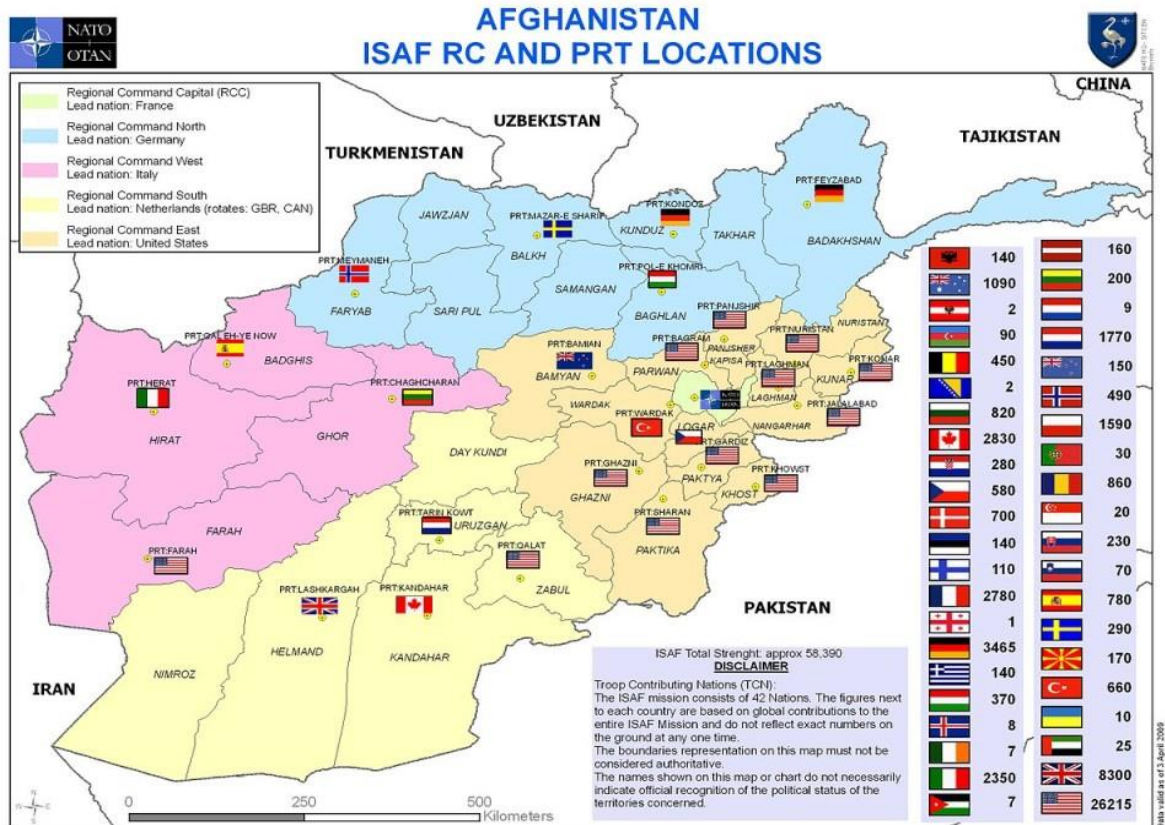 NATO
OTAN
AFGHANISTAN
ISAF RC AND PRT LOCATIONS
Regional Command Capital (RCC)
Lead nation: France
Regional Command North
Lead nation: Germany
Regional Command West
Lead nation: Italy
Regional Command South
Lead nation: Netherlands (rotates: GBR, CAN)
Regional Command East
Lead nation: United States
CHINA
UZBEKISTAN
TAJIKISTAN
TURKMENISTAN
PRT:FEYZABAD
PRT:KONDOZ
JAWZJAN
PRT:MAZAR-E SHARIF
KUNDUZ
TAKHAR
BADAKHSHAN
BALKH
PRT:MEYMANEH
PRT:POL-E KHOMRI
SAMANGAN
FARYAB
SARI PUL
BAGHLAN
PRT:PANJSHIR
PRT:NURISTAN
NURISTAN
PRT:QALEH-YE NOW
BADGHIS
PRT:BAMIAN
PRT:BAGRAM
PANJSHER
KAPISA
PRT:KONAR
BAMYAN
PARWAN
PRT:LAGHMAN
KUNAR
PRT:HERAT
PRT:CHAGHCHARAN
WARDAK
NATO
OTAN
LAGHMAN
PRT:JALALABAD
PRT:WARDAK
LOGAR
NANGARHAR
HIRAT
GHOR
DAY KUNDI
PRT:GARDIZ
PRT:GHAZNI
PAKTYA
PRT:KHOWST
GHAZNI
KHOST
FARAH
PRT:TARIN KOWT
URUZGAN
PRT:SHARAN
PRT:FARAH
PRT:QALAT
PAKTIKA
PRT:LASHKARGAH
PRT:KANDAHAR
ZABUL
PAKISTAN
HELMAND
KANDAHAR
NIMROZ
IRAN
140
1090
2
90
450
2
820
2830
280
580
700
140
110
2780
1
3465
140
370
8
7
2350
7
160
200
9
1770
150
490
1590
30
860
20
230
70
780
290
170
660
10
25
8300
26215
ISAF Total Strenght: approx 58,390
DISCLAIMER
Troop Contributing Nations (TCN):
The ISAF mission consists of 42 Nations. The figures next
to each country are based on global contributions to the
entire ISAF Mission and do not reflect exact numbers on
the ground at any one time.
The boundaries representation on this map must not be
considered authoritative.
The names shown on this map or chart do not necessarily
indicate official recognition of the political status of the
territories concerned.
0 250 500
Kilometers
Data valid as of 3 April 2009